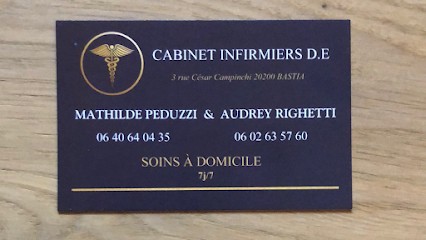 CABINET INFIRMIERS D.E
3 rue César Campinchi 20200 BASTIA
MATHILDE PEDUZZI & AUDREY RIGHETTI
06 40 64 04 35 06 02 63 57 60
SOINS À DOMICILE
7j/7